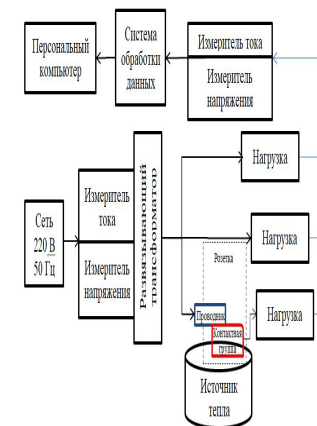 Персональный
компьютер
Система
обработки
данных
Измеритель тока
Измеритель
напряжения
Сеть
220 В
50 Гц
Измеритель
тока
Измеритель
напряжения
Развязывающий
трансформатор
Нагрузка
Нагрузка
Розетка
Проводник
Контактная
группа
Нагрузка
Источник
тепла